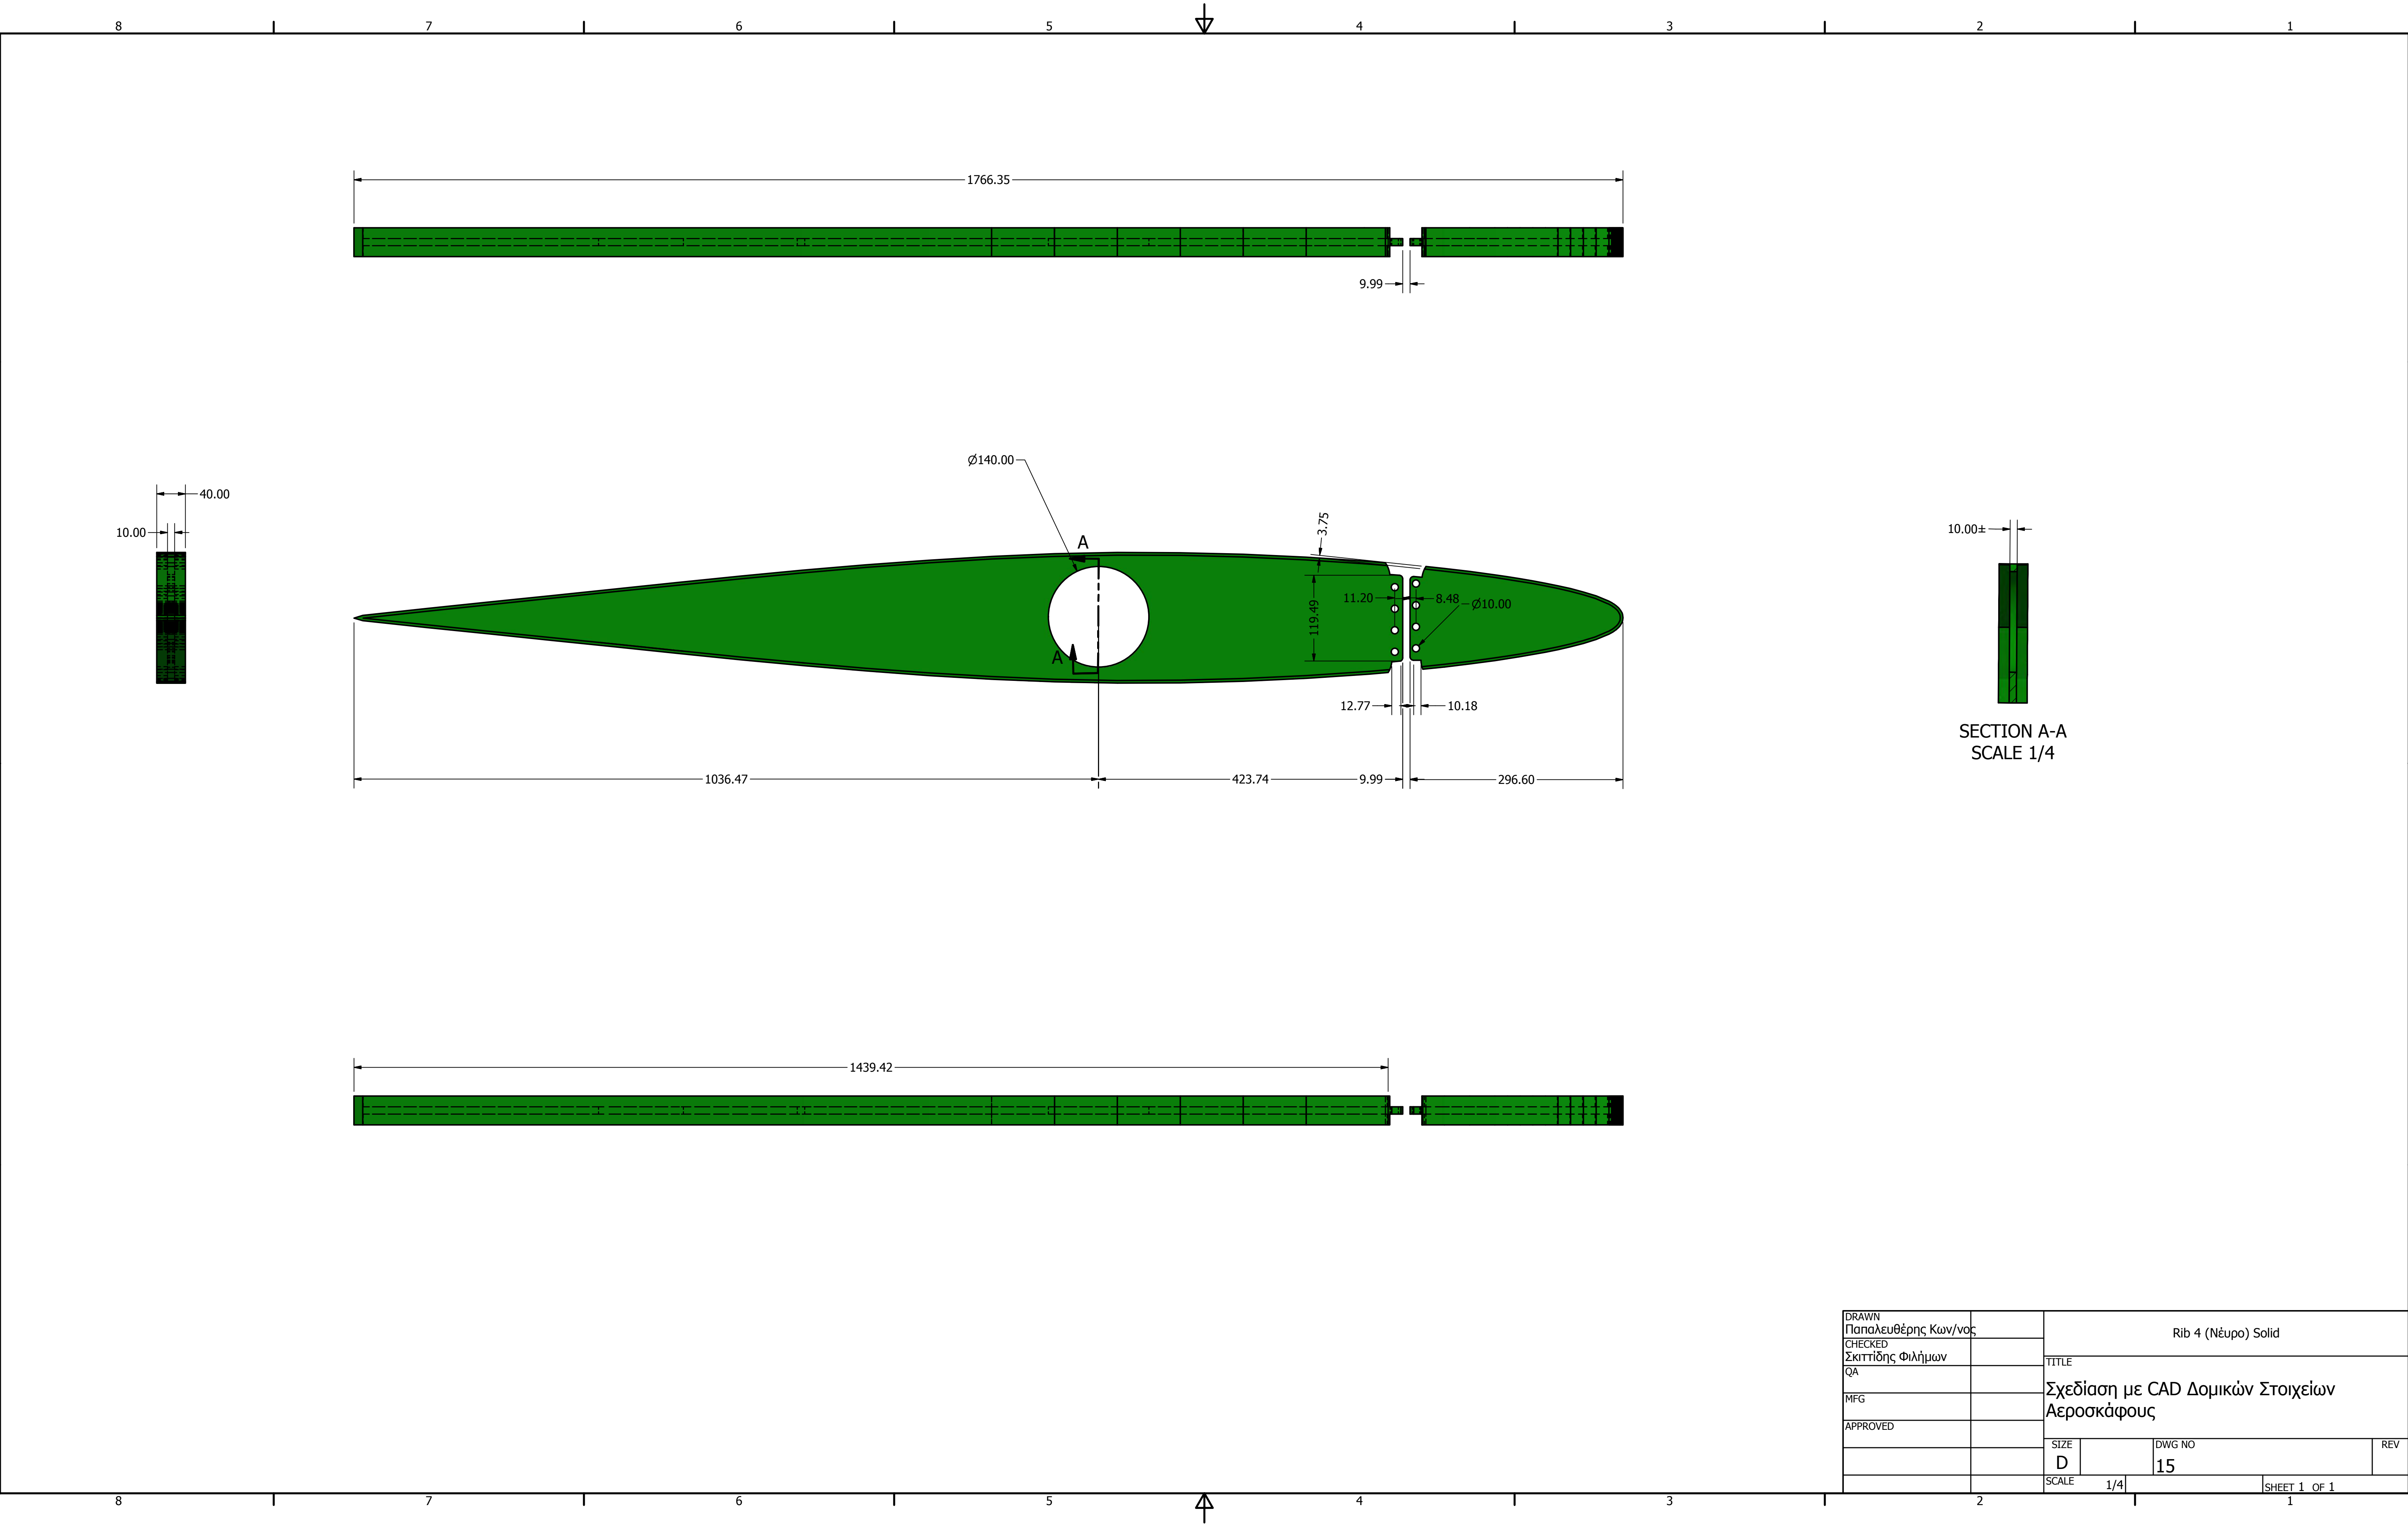 8 7 6 5 4 3 2 1
1766.35
9.99
Ø140.00
40.00
10.00
3.75
10.00±
A
11.20
8.48
Ø10.00
119.49
A
12.77
10.18
SECTION A-A
SCALE 1/4
1036.47
423.74
9.99
296.60
1439.42
DRAWN
Παπαλευθέρης Κων/νος
CHECKED
Σκιττίδης Φιλήμων
QA
MFG
APPROVED
Rib 4 (Νέυρο) Solid
TITLE
Σχεδίαση με CAD Δομικών Στοιχείων
Αεροσκάφους
SIZE
D
DWG NO
15
REV
SCALE 1/4
SHEET 1 OF 1
8 7 6 5 4 3 2 1